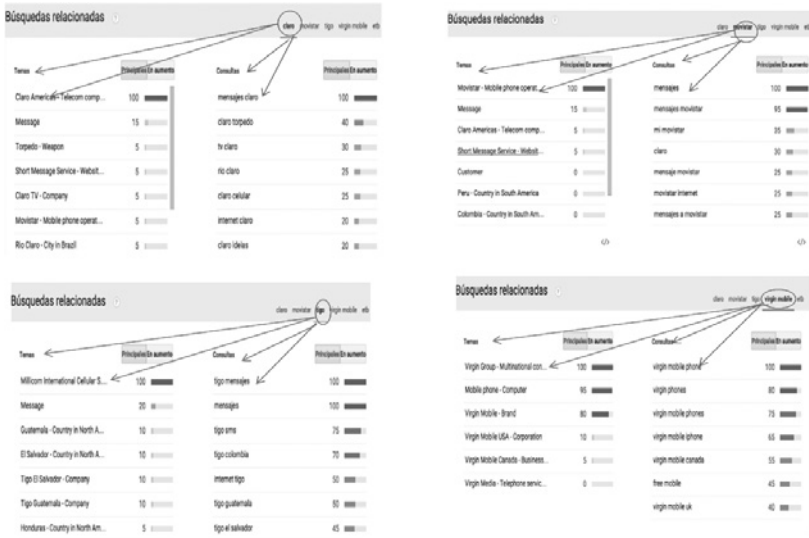 Búsquedas relacionadas
claro movistar tigo virgin mobile etb
Temas Principales En aumento Consultas Principales En aumento
Claro Americas - Telecom comp... 100 mensajes claro 100
Message 15 claro torpedo 40
Torpedo - Weapon 5 tv claro 30
Short Message Service - Websit... 5 rio claro 25
Claro TV - Company 5 claro celular 25
Movistar - Mobile phone operat... 5 internet claro 20
Rio Claro - City in Brazil 5 claro ideias 20
Búsquedas relacionadas
claro movistar tigo virgin mobile etb
Temas Principales En aumento Consultas Principales En aumento
Movistar - Mobile phone operat... 100 mensajes 100
Message 15 mensajes movistar 95
Claro Americas - Telecom comp... 5 mi movistar 35
Short Message Service - Websit... 5 claro 30
Customer 0 mensaje movistar 25
Peru - Country in South America 0 movistar internet 25
Colombia - Country in South Am... 0 mensajes a movistar 25
</>
Búsquedas relacionadas
claro movistar tigo virgin mobile etb
Temas Principales En aumento Consultas Principales En aumento
Millicom International Cellular S... 100 tigo mensajes 100
Message 20 mensajes 100
Guatemala - Country in North A... 10 tigo sms 75
El Salvador - Country in North A... 10 tigo colombia 70
Tigo El Salvador - Company 10 internet tigo 50
Tigo Guatemala - Company 10 tigo guatemala 50
Honduras - Country in North Am... 5 tigo el salvador 45
Búsquedas relacionadas
claro movistar tigo virgin mobile etb
Temas Principales En aumento Consultas Principales En aumento
Virgin Group - Multinational con... 100 virgin mobile phone 100
Mobile phone - Computer 95 virgin phones 80
Virgin Mobile - Brand 80 virgin mobile phones 75
Virgin Mobile USA - Corporation 10 virgin mobile iphone 65
Virgin Mobile Canada - Business... 5 virgin mobile canada 55
Virgin Media - Telephone servic... 0 free mobile 45
virgin mobile uk 40